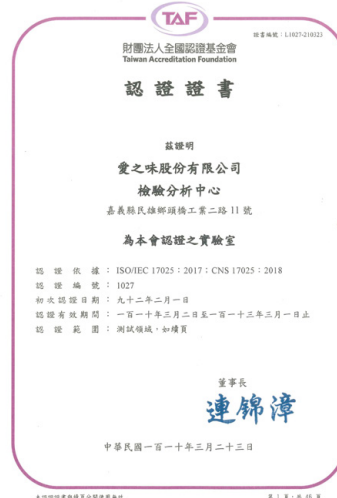 TAF
證書編號：L1027-210323
財團法人全國認證基金會
Taiwan Accreditation Foundation
認證證書
茲證明
愛之味股份有限公司
檢驗分析中心
嘉義縣民雄鄉頭橋工業二路 11 號
為本會認證之實驗室
認證依據：ISO/IEC 17025：2017；CNS 17025：2018
認證編號：1027
初次認證日期：九十二年二月一日
認證有效期間：一百一十年三月二日至一百一十三年三月一日止
認證範圍：測試領域，如續頁
董事長
連錦漳
中華民國一百一十年三月二十三日